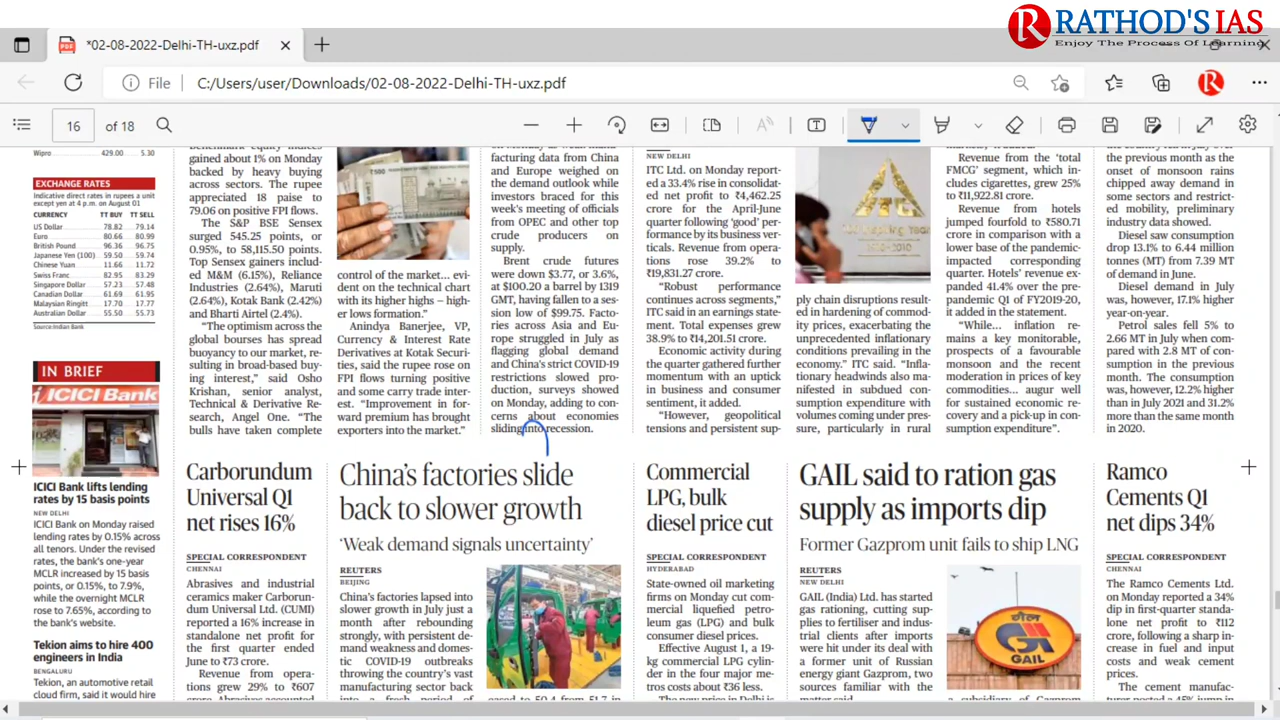 RATHOD'S IAS
Enjoy The Process Of Learning
*02-08-2022-Delhi-TH-uxz.pdf
File
C:/Users/user/Downloads/02-08-2022-Delhi-TH-uxz.pdf
16 of 18
Wipro 429.00 5.30
EXCHANGE RATES
Indicative direct rates in rupees a unit
except yen at 4 p.m. on August 01
CURRENCY TT BUY TT SELL
US Dollar 78.82 79.14
Euro 80.66 80.99
British Pound 96.36 96.75
Japanese Yen (100) 59.50 59.74
Chinese Yuan 11.66 11.72
Swiss Franc 82.95 83.29
Singapore Dollar 57.23 57.48
Canadian Dollar 61.69 61.95
Malaysian Ringitt 17.70 17.77
Australian Dollar 55.50 55.73
Source:Indian Bank
IN BRIEF
ICICI Bank
ICICI Bank lifts lending
rates by 15 basis points
NEW DELHI
ICICI Bank on Monday raised
lending rates by 0.15% across
all tenors. Under the revised
rates, the bank's one-year
MCLR increased by 15 basis
points, or 0.15%, to 7.9%,
while the overnight MCLR
rose to 7.65%, according to
the bank's website.
Tekion aims to hire 400
engineers in India
BENGALURU
Tekion, an automotive retail
cloud firm, said it would hire
benchmark equity indices
gained about 1% on Monday
backed by heavy buying
across sectors. The rupee
appreciated 18 paise to
79.06 on positive FPI flows.
The S&P BSE Sensex
surged 545.25 points, or
0.95%, to 58,115.50 points.
Top Sensex gainers includ-
ed M&M (6.15%), Reliance
Industries (2.64%), Maruti
(2.64%), Kotak Bank (2.42%)
and Bharti Airtel (2.4%).
"The optimism across the
global bourses has spread
buoyancy to our market, re-
sulting in broad-based buy-
ing interest," said Osho
Krishan, senior analyst,
Technical & Derivative Re-
search, Angel One. "The
bulls have taken complete
control of the market... evi-
dent on the technical chart
with its higher highs – high-
er lows formation."
Anindya Banerjee, VP,
Currency & Interest Rate
Derivatives at Kotak Securi-
ties, said the rupee rose on
FPI flows turning positive
and some carry trade inter-
est. "Improvement in for-
ward premium has brought
exporters into the market."
on Monday as weak manu-
facturing data from China
and Europe weighed on
the demand outlook while
investors braced for this
week's meeting of officials
from OPEC and other top
crude producers on
supply.
Brent crude futures
were down $3.77, or 3.6%,
at $100.20 a barrel by 1319
GMT, having fallen to a ses-
sion low of $99.75. Facto-
ries across Asia and Eu-
rope struggled in July as
flagging global demand
and China's strict COVID-19
restrictions slowed pro-
duction, surveys showed
on Monday, adding to con-
cerns about economies
sliding into recession.
NEW DELHI
ITC Ltd. on Monday report-
ed a 33.4% rise in consolidat-
ed net profit to ₹4,462.25
crore for the April-June
quarter following 'good' per-
formance by its business ver-
ticals. Revenue from opera-
tions rose 39.2% to
₹19,831.27 crore.
"Robust performance
continues across segments,"
ITC said in an earnings state-
ment. Total expenses grew
38.9% to ₹14,201.51 crore.
Economic activity during
the quarter gathered further
momentum with an uptick
in business and consumer
sentiment, it added.
"However, geopolitical
tensions and persistent sup-
ply chain disruptions result-
ed in hardening of commod-
ity prices, exacerbating the
unprecedented inflationary
conditions prevailing in the
economy." ITC said. "Infla-
tionary headwinds also ma-
nifested in subdued con-
sumption expenditure with
volumes coming under pres-
sure, particularly in rural
Revenue from the 'total
FMCG' segment, which
includes cigarettes, grew 25%
to ₹11,922.81 crore.
Revenue from hotels
jumped fourfold to ₹580.71
crore in comparison with a
lower base of the pandemic-
impacted corresponding
quarter. Hotels' revenue ex-
panded 41.4% over the pre-
pandemic Q1 of FY2019-20,
it added in the statement.
"While... inflation re-
mains a key monitorable,
prospects of a favourable
monsoon and the recent
moderation in prices of key
commodities... augur well
for sustained economic re-
covery and a pick-up in con-
sumption expenditure".
the previous month as the
onset of monsoon rains
chipped away demand in
some sectors and restrict-
ed mobility, preliminary
industry data showed.
Diesel saw consumption
drop 13.1% to 6.44 million
tonnes (MT) from 7.39 MT
of demand in June.
Diesel demand in July
was, however, 17.1% higher
year-on-year.
Petrol sales fell 5% to
2.66 MT in July when com-
pared with 2.8 MT of con-
sumption in the previous
month. The consumption
was, however, 12.2% higher
than in July 2021 and 31.2%
more than the same month
in 2020.
Carborundum
Universal Q1
net rises 16%
SPECIAL CORRESPONDENT
CHENNAI
Abrasives and industrial
ceramics maker Carborun-
dum Universal Ltd. (CUMI)
reported a 16% increase in
standalone net profit for
the first quarter ended
June to ₹73 crore.
Revenue from opera-
tions grew 29% to ₹607
China's factories slide
back to slower growth
'Weak demand signals uncertainty'
REUTERS
BEIJING
China's factories lapsed into
slower growth in July just a
month after rebounding
strongly, with persistent de-
mand weakness and domes-
tic COVID-19 outbreaks
throwing the country's vast
manufacturing sector back
Commercial
LPG, bulk
diesel price cut
SPECIAL CORRESPONDENT
HYDERABAD
State-owned oil marketing
firms on Monday cut com-
mercial liquefied petro-
leum gas (LPG) and bulk
consumer diesel prices.
Effective August 1, a 19-
kg commercial LPG cylin-
der in the four major me-
tros costs about ₹36 less.
GAIL said to ration gas
supply as imports dip
Former Gazprom unit fails to ship LNG
REUTERS
NEW DELHI
GAIL (India) Ltd. has started
gas rationing, cutting sup-
plies to fertiliser and indus-
trial clients after imports
were hit under its deal with
a former unit of Russian
energy giant Gazprom, two
sources familiar with the
गेल
GAIL
Ramco
Cements Q1
net dips 34%
SPECIAL CORRESPONDENT
CHENNAI
The Ramco Cements Ltd.
on Monday reported a 34%
dip in first-quarter standa-
lone net profit to ₹112
crore, following a sharp in-
crease in fuel and input
costs and weak cement
prices.
The cement manufac-